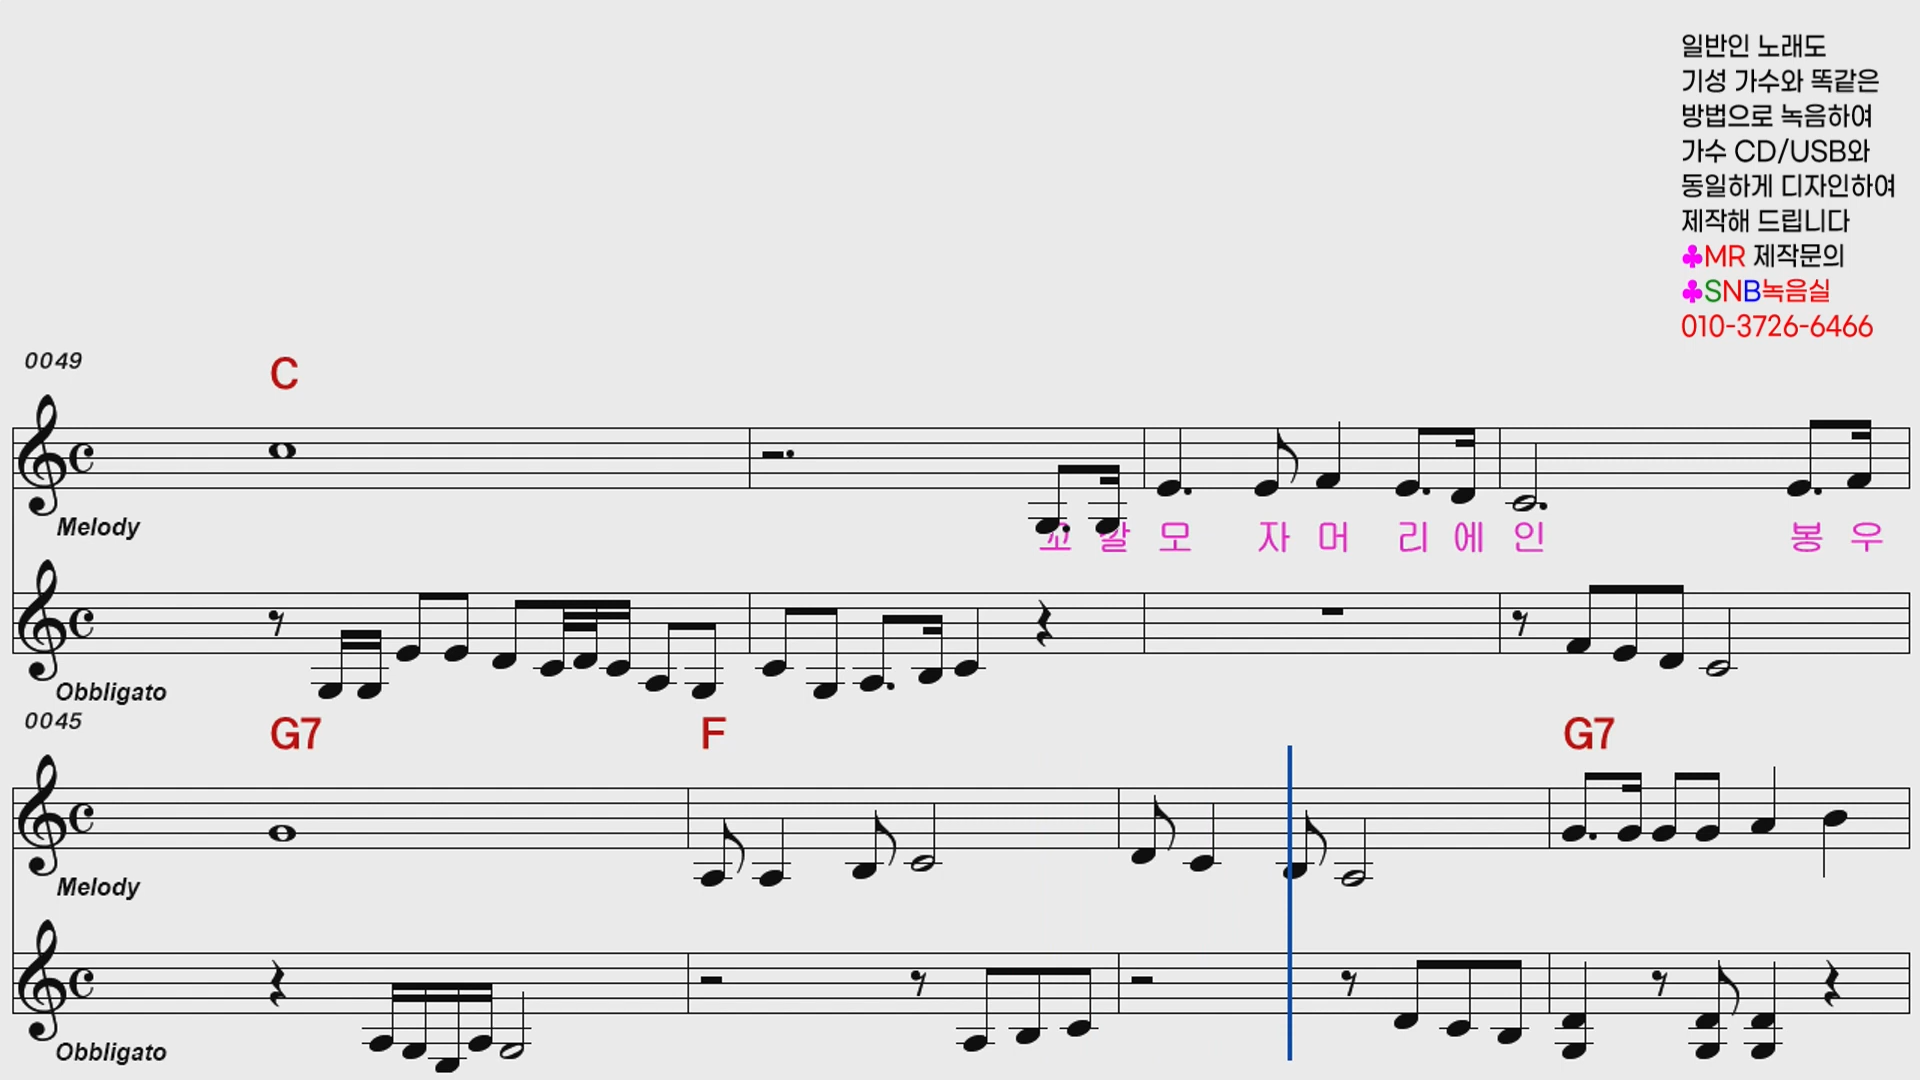 일반인 노래도
기성 가수와 똑같은
방법으로 녹음하여
가수 CD/USB와
동일하게 디자인하여
제작해 드립니다
♣MR 제작문의
♣SNB녹음실
010-3726-6466
0049
C
Melody
꼬 깔 모 자 머 리 에 인 봉 우
Obbligato
0045
G7 F G7
Melody
Obbligato